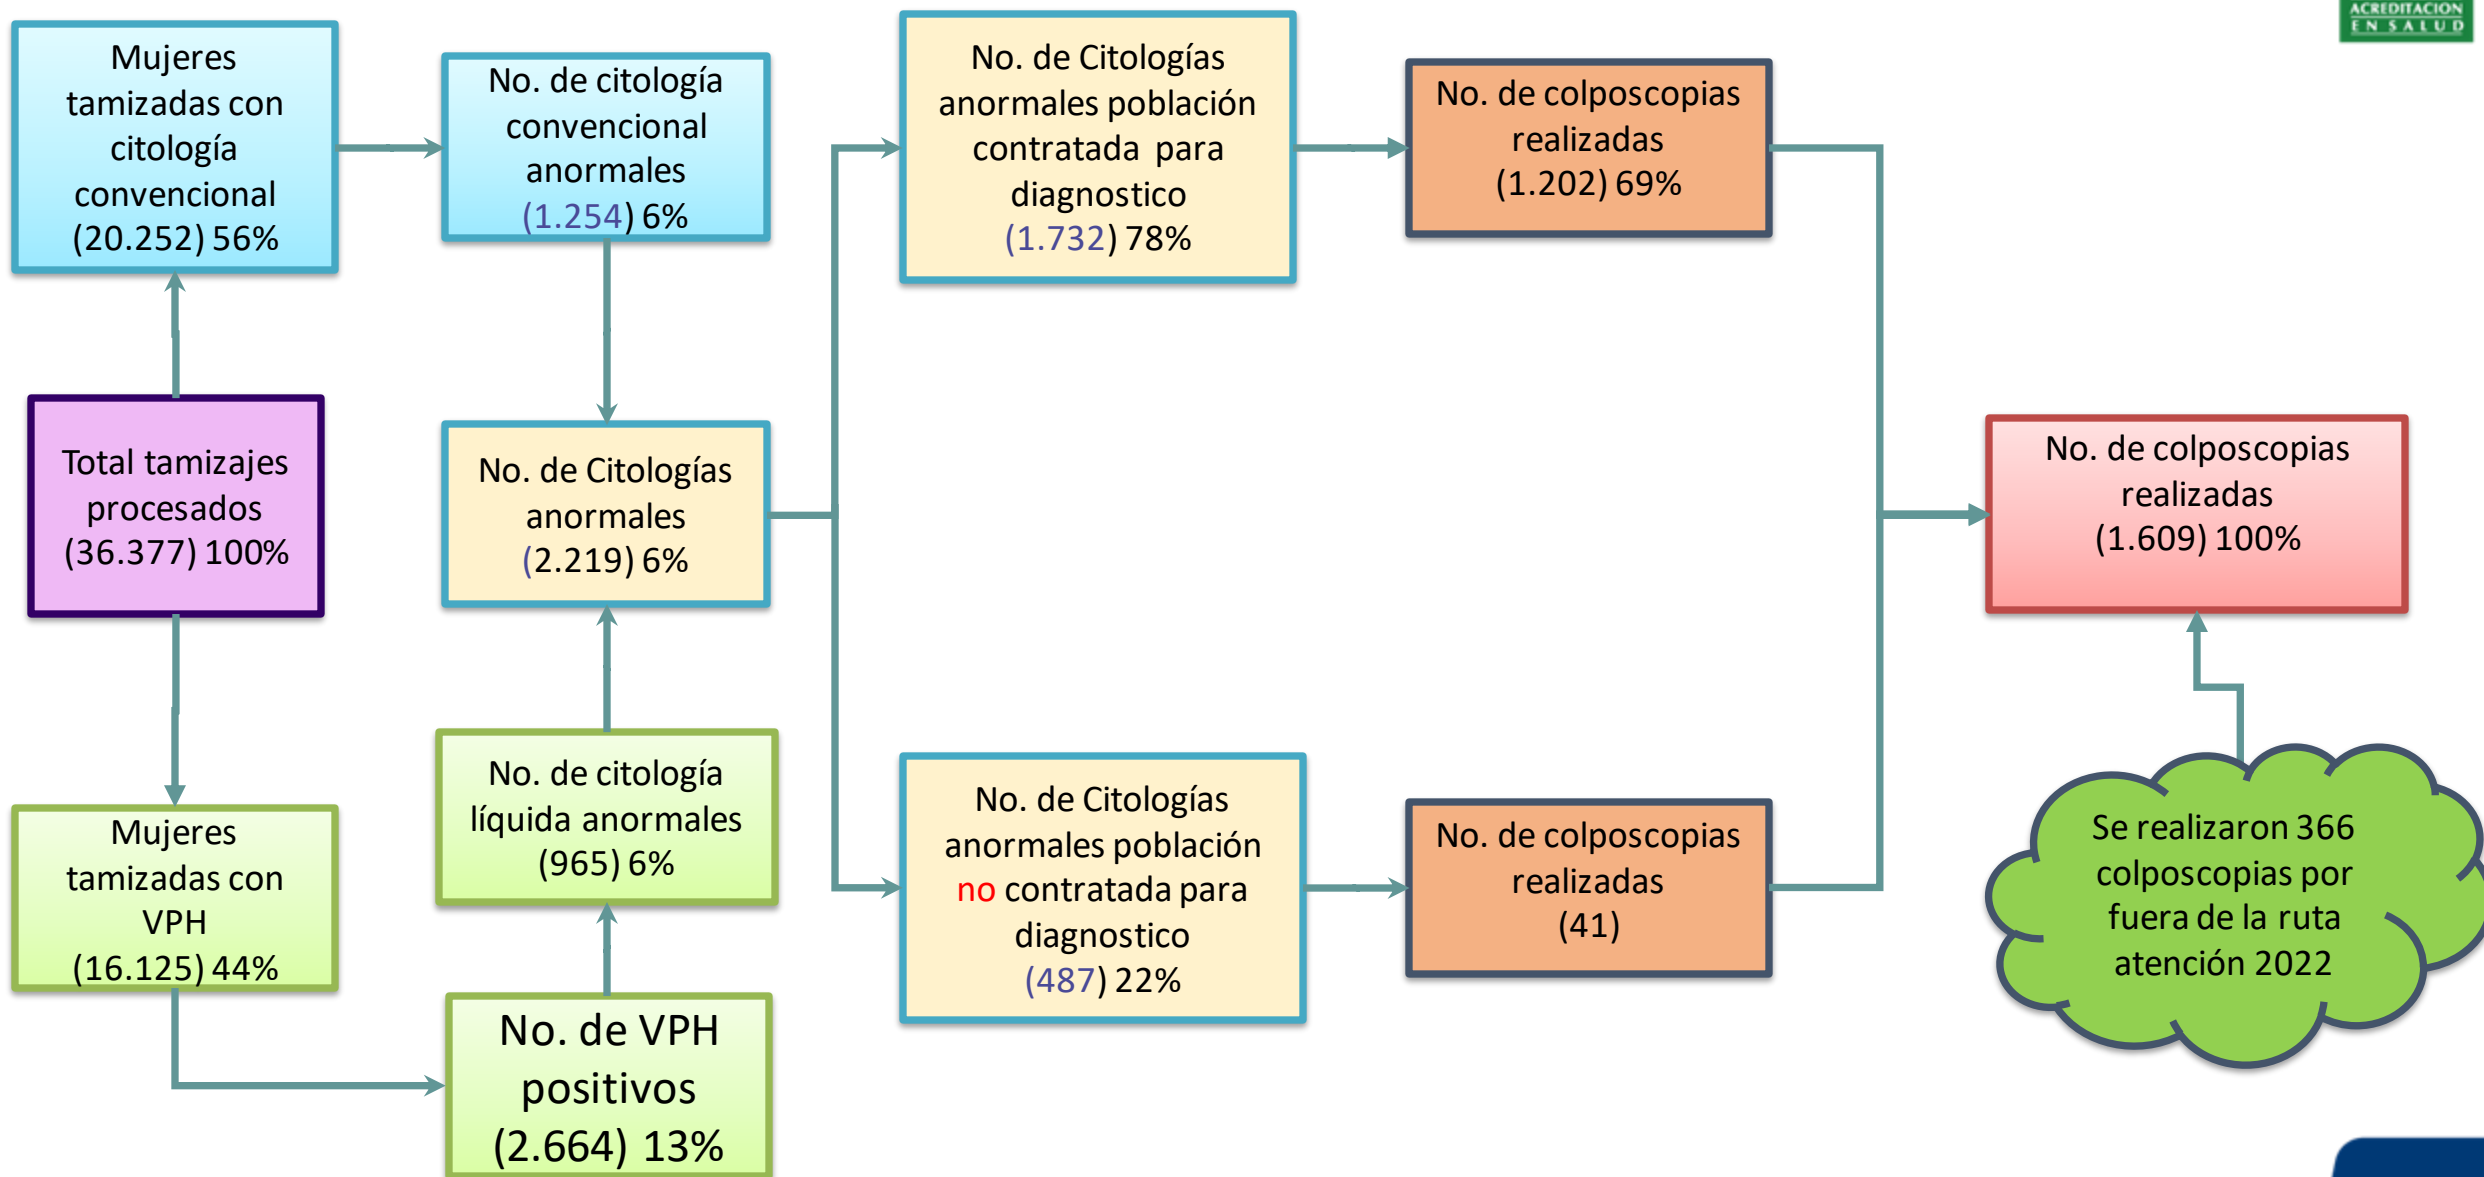 ACREDITACION
EN SALUD
Mujeres
tamizadas con
citología
convencional
(20.252) 56%
No. de citología
convencional
anormales
(1.254) 6%
No. de Citologías
anormales población
contratada para
diagnostico
(1.732) 78%
No. de colposcopias
realizadas
(1.202) 69%
Total tamizajes
procesados
(36.377) 100%
No. de Citologías
anormales
(2.219) 6%
No. de colposcopias
realizadas
(1.609) 100%
No. de citología
líquida anormales
(965) 6%
No. de Citologías
anormales población
no contratada para
diagnostico
(487) 22%
No. de colposcopias
realizadas
(41)
Se realizaron 366
colposcopias por
fuera de la ruta
atención 2022
Mujeres
tamizadas con
VPH
(16.125) 44%
No. de VPH
positivos
(2.664) 13%